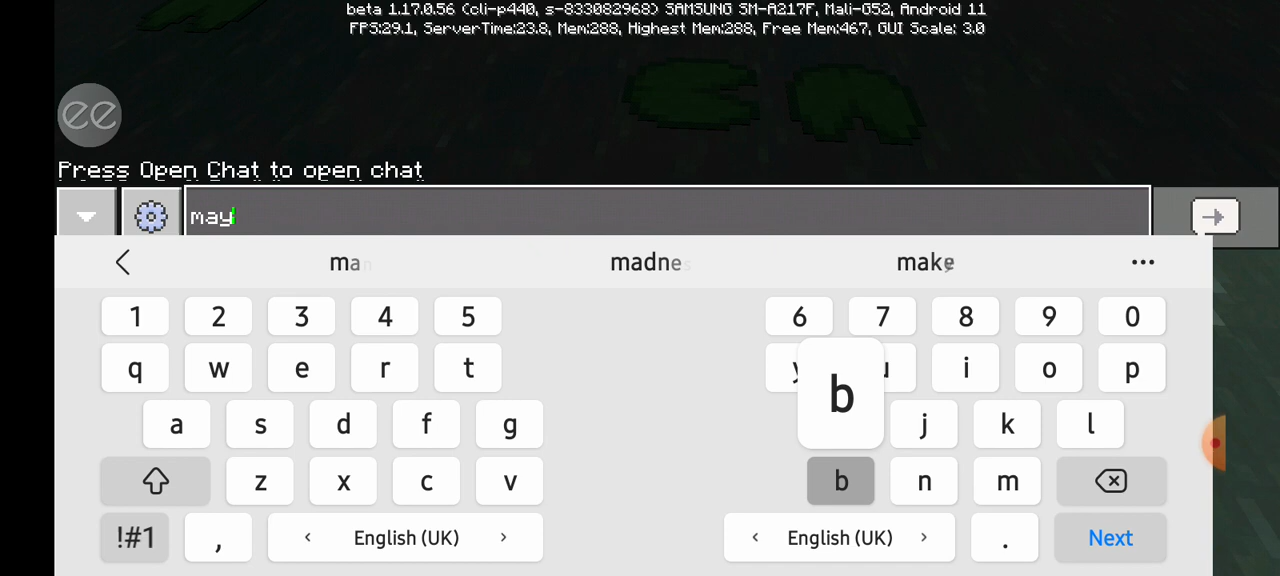 beta 1.17.0.56 (cli-p440, s-833082968) SAMSUNG SM-A217F, Mali-G52, Android 11
FPS:29.1, ServerTime:23.8, Mem:288, Highest Mem:288, Free Mem:467, GUI Scale: 3.0
ee
Press Open Chat to open chat
may
man madnes make
1 2 3 4 5 6 7 8 9 0
q w e r t y u i o p
b
a s d f g j k l
z x c v b n m
!#1 , English (UK) English (UK) . Next